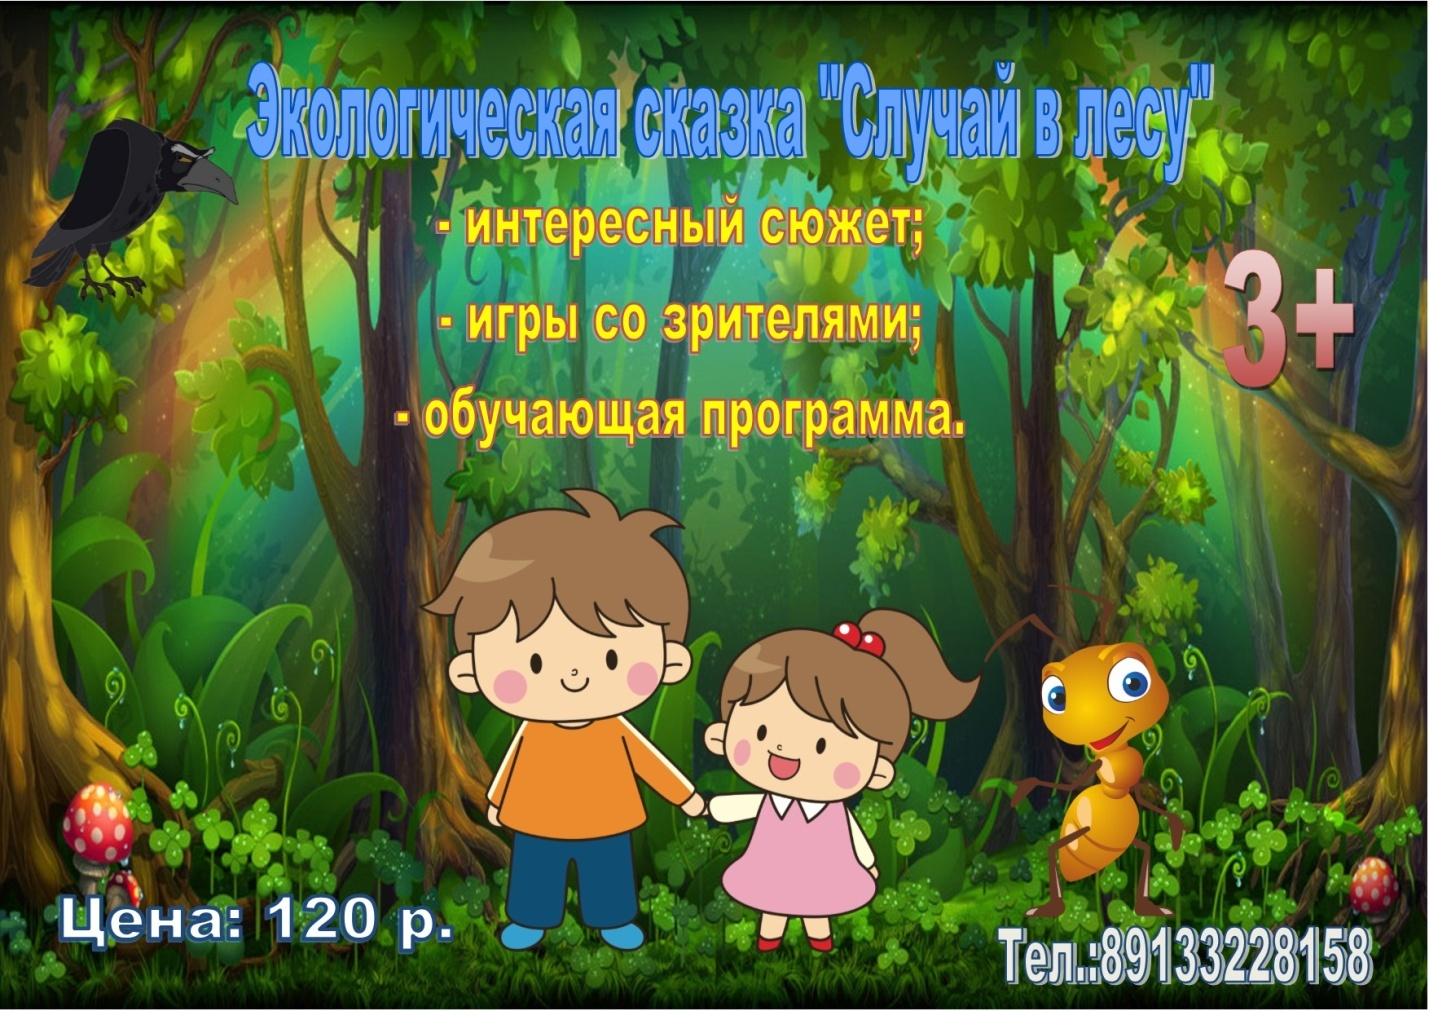 Экологическая сказка "Случай в лесу"
- интересный сюжет;
3+
- игры со зрителями;
- обучающая программа.
Цена: 120 р.
Тел.:89133228158